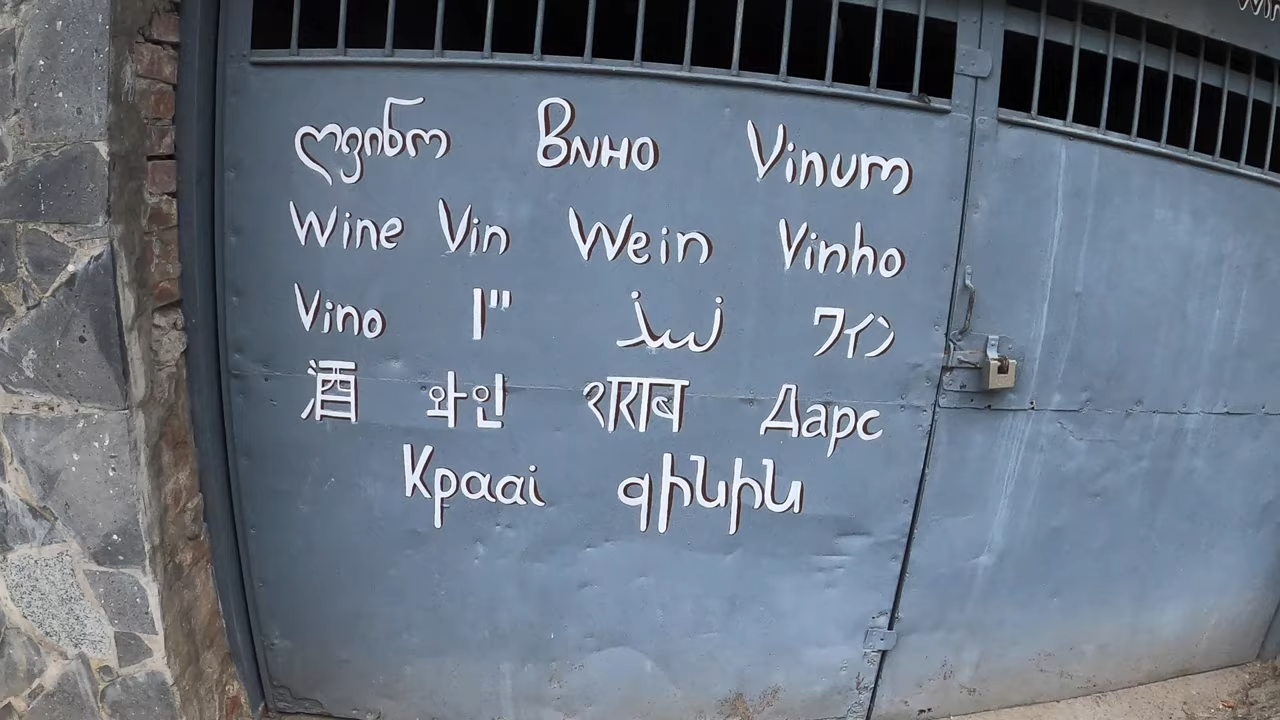 ღვინო Вино Vinum
Wine Vin Wein Vinho
Vino יין نبيذ ワイン
酒 와인 शराब Дарс
Κρασί գինին